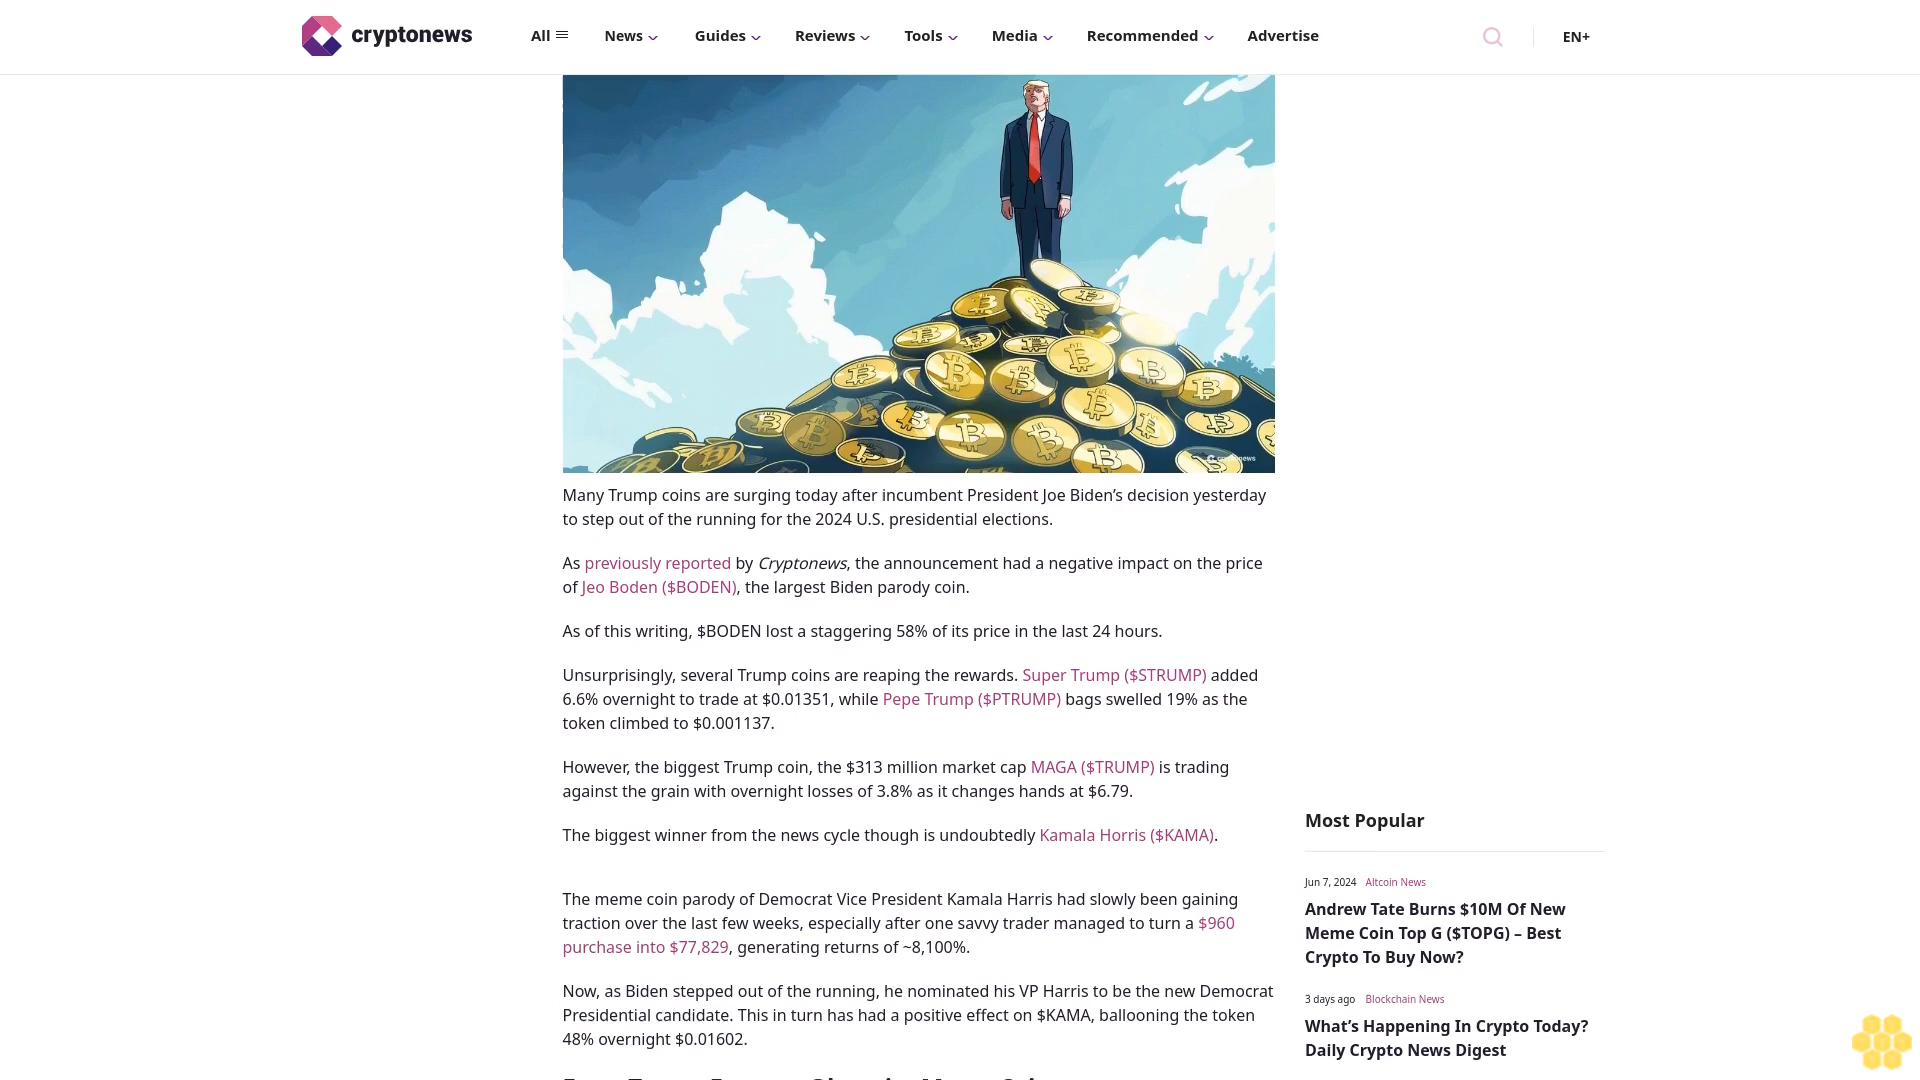 cryptonews
All
News
Guides
Reviews
Tools
Media
Recommended
Advertise
EN+
cryptonews
Many Trump coins are surging today after incumbent President Joe Biden’s decision yesterday
to step out of the running for the 2024 U.S. presidential elections.
As previously reported by Cryptonews, the announcement had a negative impact on the price
of Jeo Boden ($BODEN), the largest Biden parody coin.
As of this writing, $BODEN lost a staggering 58% of its price in the last 24 hours.
Unsurprisingly, several Trump coins are reaping the rewards. Super Trump ($STRUMP) added
6.6% overnight to trade at $0.01351, while Pepe Trump ($PTRUMP) bags swelled 19% as the
token climbed to $0.001137.
However, the biggest Trump coin, the $313 million market cap MAGA ($TRUMP) is trading
against the grain with overnight losses of 3.8% as it changes hands at $6.79.
The biggest winner from the news cycle though is undoubtedly Kamala Horris ($KAMA).
The meme coin parody of Democrat Vice President Kamala Harris had slowly been gaining
traction over the last few weeks, especially after one savvy trader managed to turn a $960
purchase into $77,829, generating returns of ~8,100%.
Now, as Biden stepped out of the running, he nominated his VP Harris to be the new Democrat
Presidential candidate. This in turn has had a positive effect on $KAMA, ballooning the token
48% overnight $0.01602.
Most Popular
Jun 7, 2024 Altcoin News
Andrew Tate Burns $10M Of New
Meme Coin Top G ($TOPG) – Best
Crypto To Buy Now?
3 days ago Blockchain News
What’s Happening In Crypto Today?
Daily Crypto News Digest